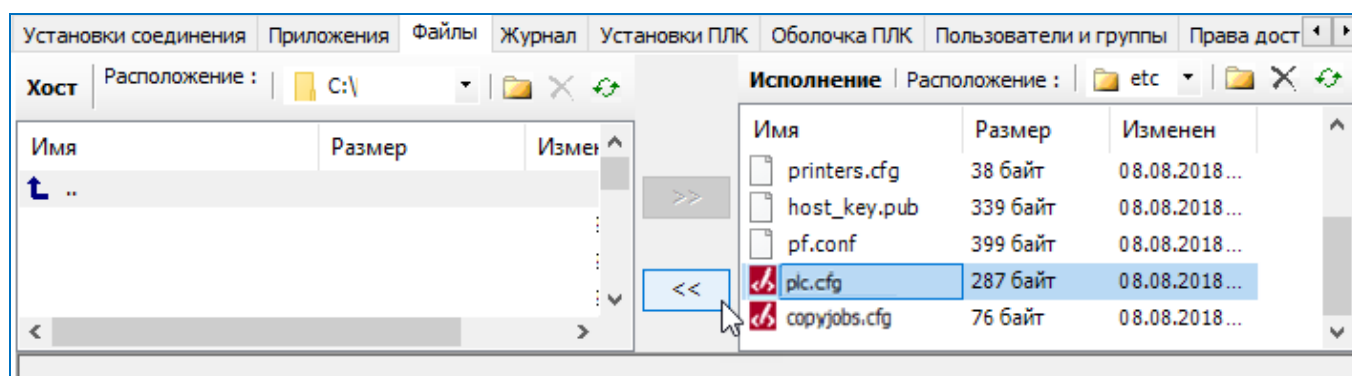 Установки соединения Приложения Файлы Журнал Установки ПЛК Оболочка ПЛК Пользователи и группы Права дост
Хост Расположение : C:\ Исполнение Расположение : etc
Имя Размер Измен Имя Размер Изменен
.. printers.cfg 38 байт 08.08.2018...
>> host_key.pub 339 байт 08.08.2018...
pf.conf 399 байт 08.08.2018...
<< plc.cfg 287 байт 08.08.2018...
copyjobs.cfg 76 байт 08.08.2018...